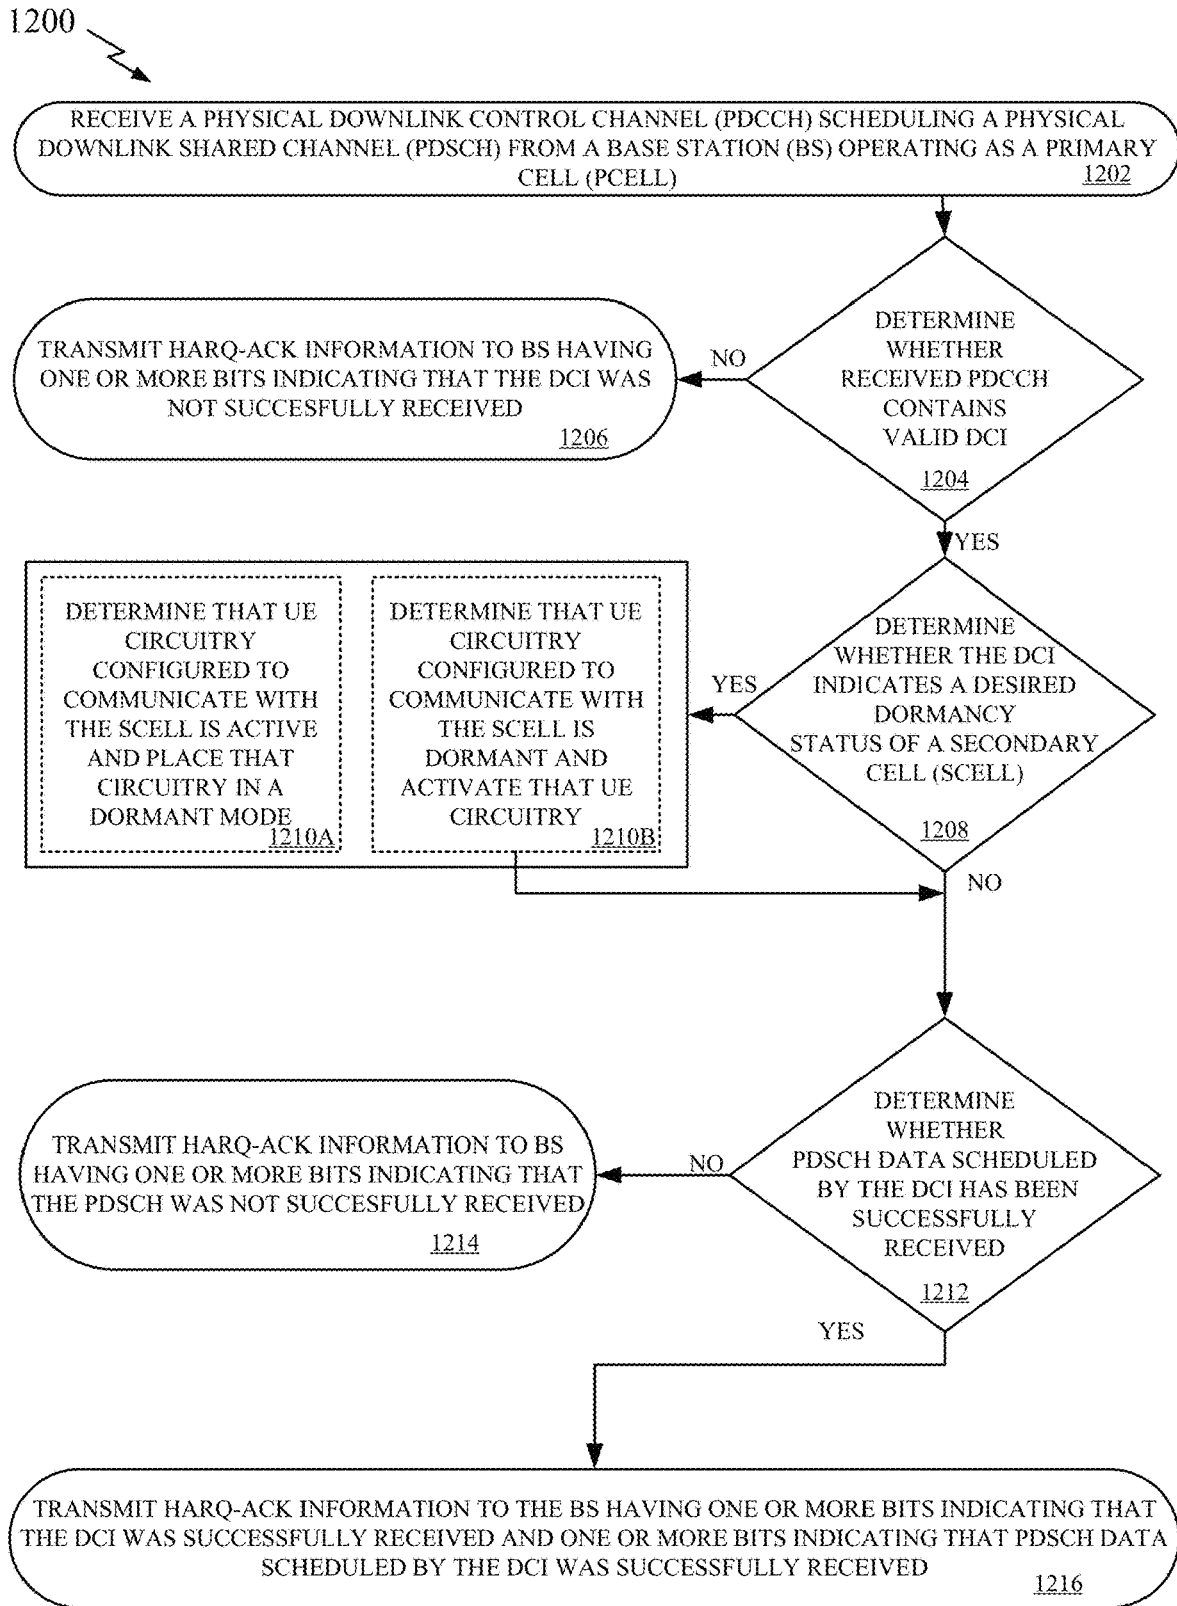 1200
RECEIVE A PHYSICAL DOWNLINK CONTROL CHANNEL (PDCCH) SCHEDULING A PHYSICAL
DOWNLINK SHARED CHANNEL (PDSCH) FROM A BASE STATION (BS) OPERATING AS A PRIMARY
CELL (PCELL)
1202
DETERMINE
WHETHER
RECEIVED PDCCH
CONTAINS
VALID DCI
1204
NO
TRANSMIT HARQ-ACK INFORMATION TO BS HAVING
ONE OR MORE BITS INDICATING THAT THE DCI WAS
NOT SUCCESFULLY RECEIVED
1206
YES
DETERMINE
WHETHER THE DCI
INDICATES A DESIRED
DORMANCY
STATUS OF A SECONDARY
CELL (SCELL)
1208
YES
DETERMINE THAT UE
CIRCUITRY
CONFIGURED TO
COMMUNICATE WITH
THE SCELL IS ACTIVE
AND PLACE THAT
CIRCUITRY IN A
DORMANT MODE
1210A
DETERMINE THAT UE
CIRCUITRY
CONFIGURED TO
COMMUNICATE WITH
THE SCELL IS
DORMANT AND
ACTIVATE THAT UE
CIRCUITRY
1210B
NO
DETERMINE
WHETHER
PDSCH DATA SCHEDULED
BY THE DCI HAS BEEN
SUCCESSFULLY
RECEIVED
1212
NO
TRANSMIT HARQ-ACK INFORMATION TO BS
HAVING ONE OR MORE BITS INDICATING THAT
THE PDSCH WAS NOT SUCCESFULLY RECEIVED
1214
YES
TRANSMIT HARQ-ACK INFORMATION TO THE BS HAVING ONE OR MORE BITS INDICATING THAT
THE DCI WAS SUCCESSFULLY RECEIVED AND ONE OR MORE BITS INDICATING THAT PDSCH DATA
SCHEDULED BY THE DCI WAS SUCCESSFULLY RECEIVED
1216